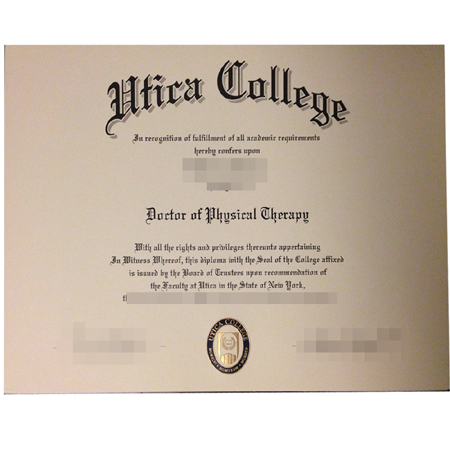 Utica College
In recognition of fulfillment of all academic requirements
hereby confers upon
Doctor of Physical Therapy
With all the rights and privileges thereunto appertaining
In Witness Whereof, this diploma with the Seal of the College affixed
is issued by the Board of Trustees upon recommendation of
the Faculty at Utica in the State of New York,
UTICA COLLEGE